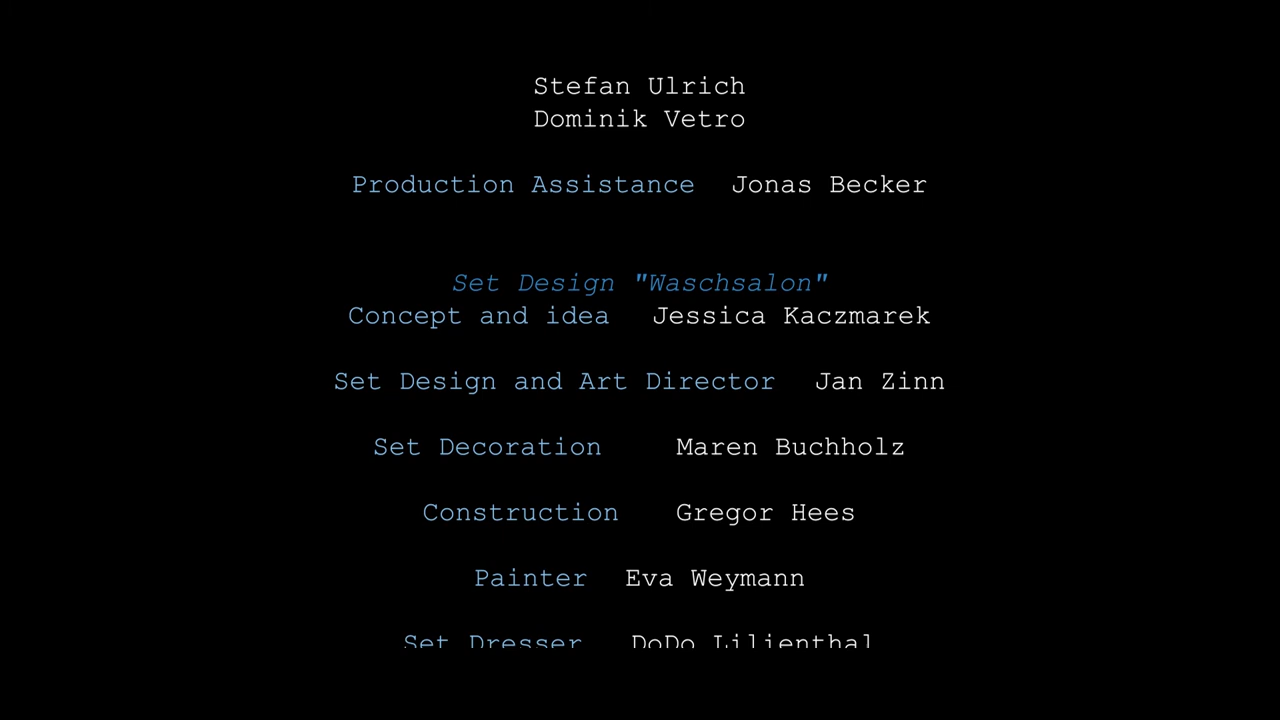 Stefan Ulrich
Dominik Vetro
Production Assistance Jonas Becker
Set Design "Waschsalon"
Concept and idea Jessica Kaczmarek
Set Design and Art Director Jan Zinn
Set Decoration Maren Buchholz
Construction Gregor Hees
Painter Eva Weymann
Set Dresser DoDo Lilienthal